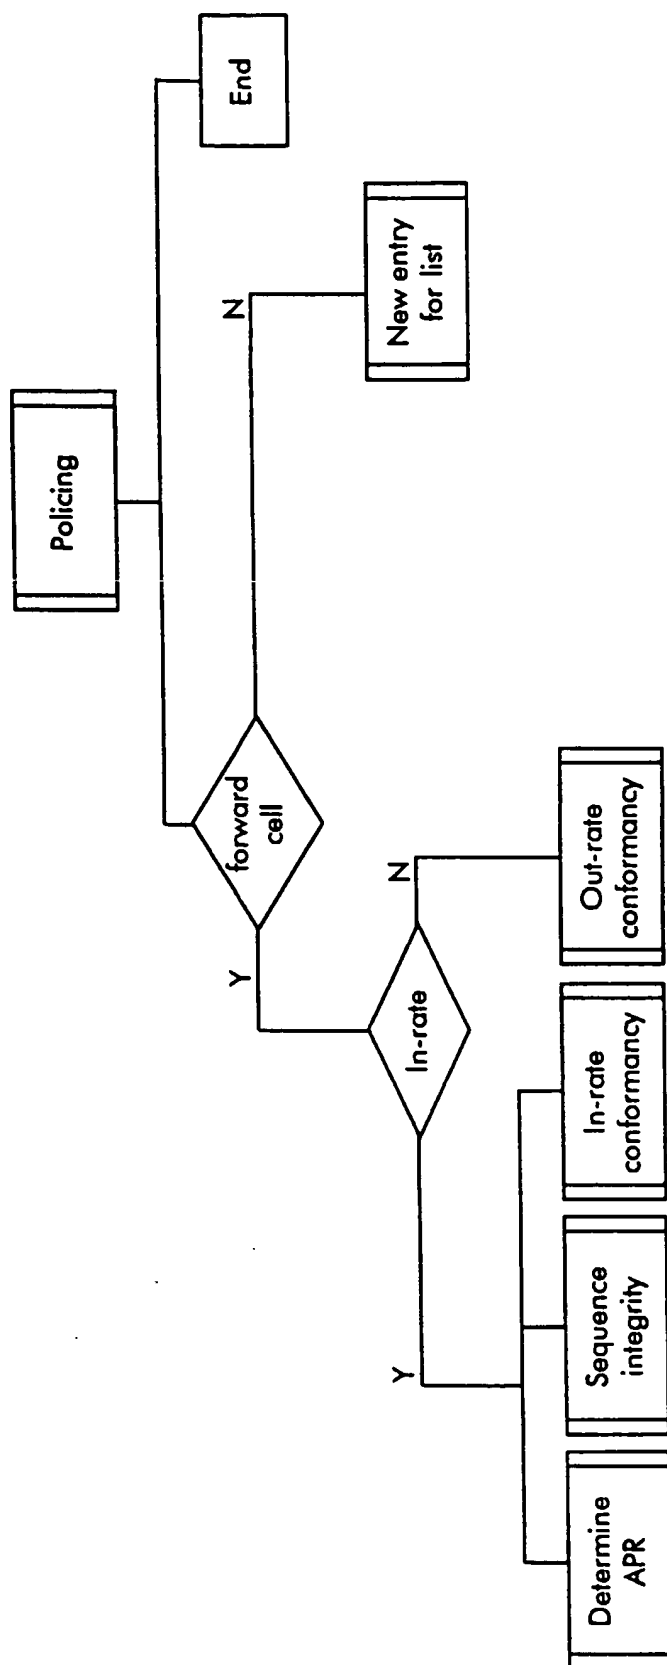 Policing
End
forward
cell
Y
N
New entry
for list
In-rate
Y
N
Determine
APR
Sequence
integrity
In-rate
conformancy
Out-rate
conformancy